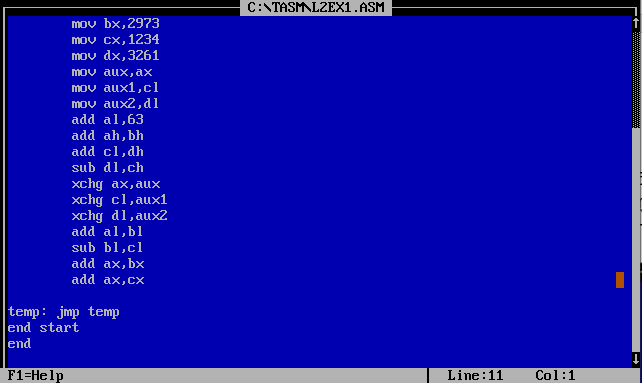 C:\TASM\L2EX1.ASM
mov bx,2973
mov cx,1234
mov dx,3261
mov aux,ax
mov aux1,cl
mov aux2,dl
add al,63
add ah,bh
add cl,dh
sub dl,ch
xchg ax,aux
xchg cl,aux1
xchg dl,aux2
add al,bl
sub bl,cl
add ax,bx
add ax,cx
temp: jmp temp
end start
end
F1=Help Line:11 Col:1